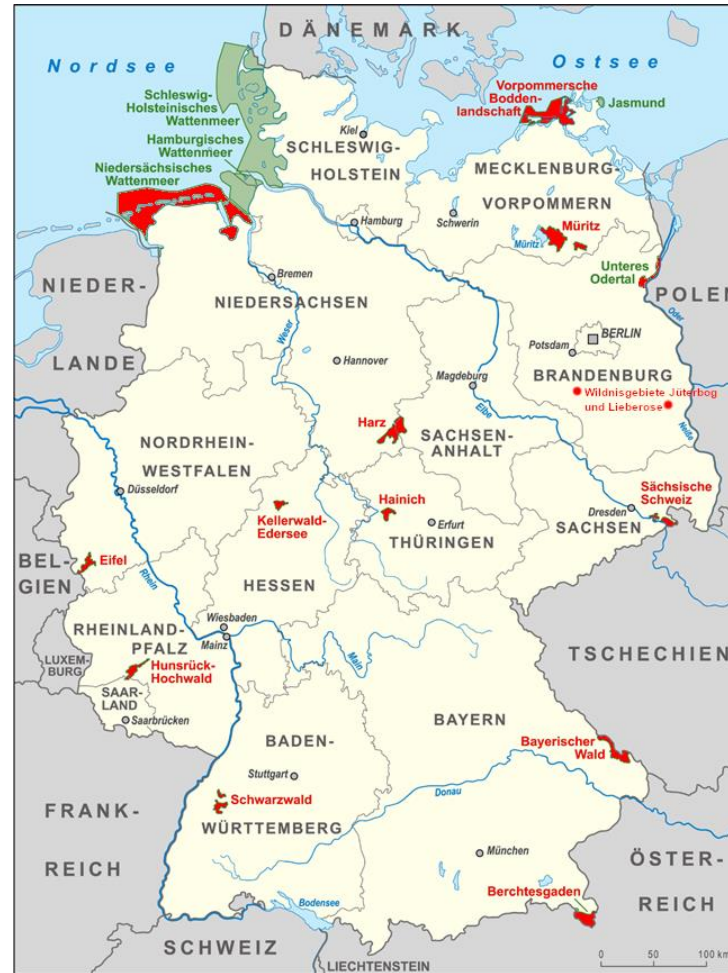 DÄNEMARK
Nordsee
Ostsee
Schleswig-
Holsteinisches
Wattenmeer
Vorpommersche
Bodden-
landschaft
Jasmund
Kiel
Hamburgisches
Wattenmeer
SCHLESWIG-
HOLSTEIN
Niedersächsisches
Wattenmeer
MECKLENBURG-
VORPOMMERN
Hamburg
Schwerin
Müritz
Müritz
Unteres
Odertal
NIEDER-
LANDE
Bremen
NIEDERSACHSEN
POLEN
Oder
Weser
BERLIN
Potsdam
Hannover
Magdeburg
BRANDENBURG
Wildnisgebiete Jüterbog
und Lieberose
Elbe
Neiße
Harz
SACHSEN-
ANHALT
NORDRHEIN-
WESTFALEN
Düsseldorf
Kellerwald-
Edersee
Hainich
Erfurt
THÜRINGEN
Sächsische
Schweiz
Dresden
SACHSEN
BEL-
GIEN
Eifel
Rhein
HESSEN
Wiesbaden
Mainz
Main
RHEINLAND-
PFALZ
LUXEM-
BURG
Hunsrück-
Hochwald
TSCHECHIEN
SAAR-
LAND
Saarbrücken
BAYERN
BADEN-
WÜRTTEMBERG
Bayerischer
Wald
Stuttgart
Donau
Schwarzwald
FRANK-
REICH
München
ÖSTER-
REICH
Berchtesgaden
Bodensee
SCHWEIZ
LIECHTENSTEIN
0 50 100 km